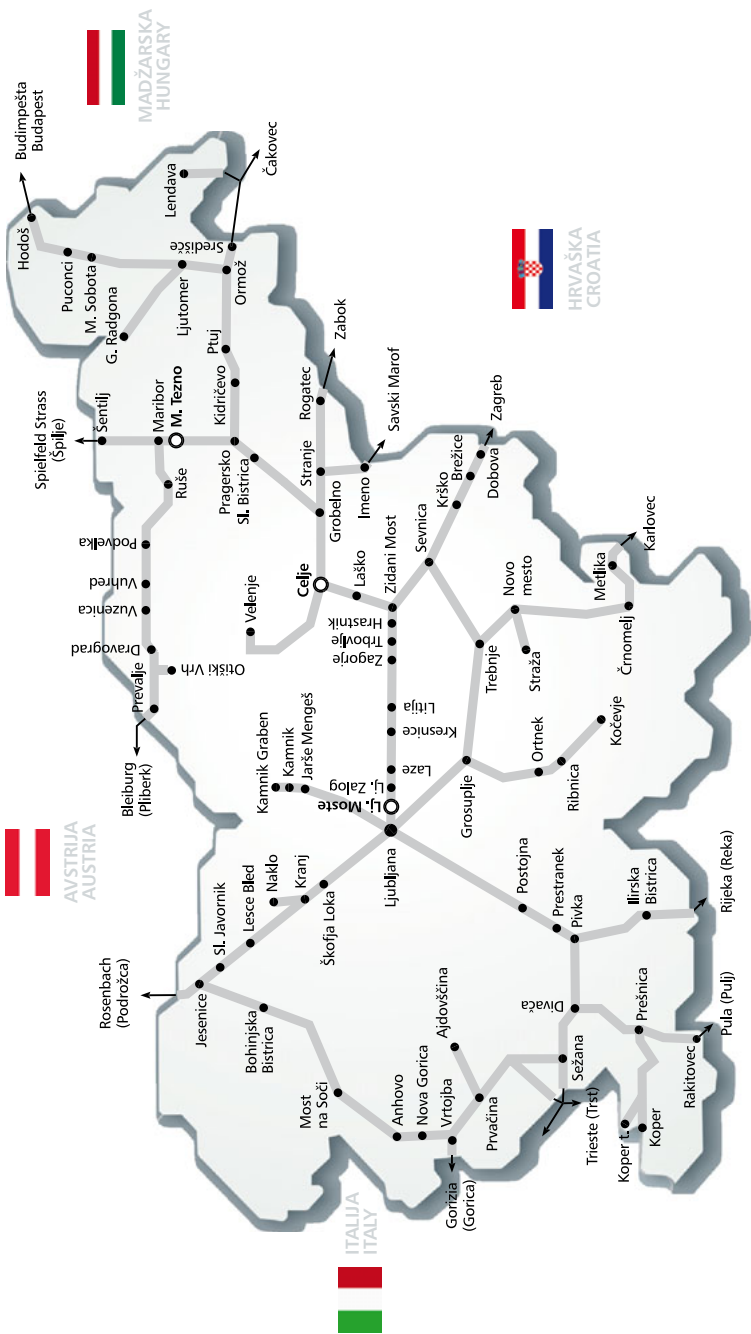 MADŽARSKA
HUNGARY
Budimpešta
Budapest
Hodoš
Puconci
M. Sobota
G. Radgona
Ljutomer
Lendava
Čakovec
Središče
Ormož
Ptuj
Kidričevo
Spielfeld Strass
(Špilje)
Šentilj
Maribor
M. Tezno
Ruše
Pragersko
Sl. Bistrica
Podvelka
Vuhred
Vuzenica
Dravograd
Prevalje
Otiški Vrh
Bleiburg
(Pliberk)
HRVAŠKA
CROATIA
Rogatec
Zabok
Stranje
Savski Marof
Imeno
Grobelno
Celje
Velenje
Laško
Zidani Most
Hrastnik
Trbovlje
Zagorje
Litija
Kresnice
Laze
Lj. Zalog
Lj. Moste
Ljubljana
Sevnica
Krško
Brežice
Dobova
Zagreb
Trebnje
Novo
mesto
Straža
Metlika
Karlovec
Črnomelj
Grosuplje
Ortnek
Ribnica
Kočevje
AVSTRIJA
AUSTRIA
Kamnik Graben
Kamnik
Jarše Mengeš
Rosenbach
(Podrožca)
Jesenice
Sl. Javornik
Lesce Bled
Naklo
Kranj
Škofja Loka
Bohinjska
Bistrica
Most
na Soči
Anhovo
Nova Gorica
Vrtojba
Gorizia
(Gorica)
Prvačina
Ajdovščina
Postojna
Prestranek
Pivka
Ilirska
Bistrica
Rijeka (Reka)
Divača
Sežana
Trieste (Trst)
Prešnica
Koper t.
Koper
Rakitovec
Pula (Pulj)
ITALIJA
ITALY